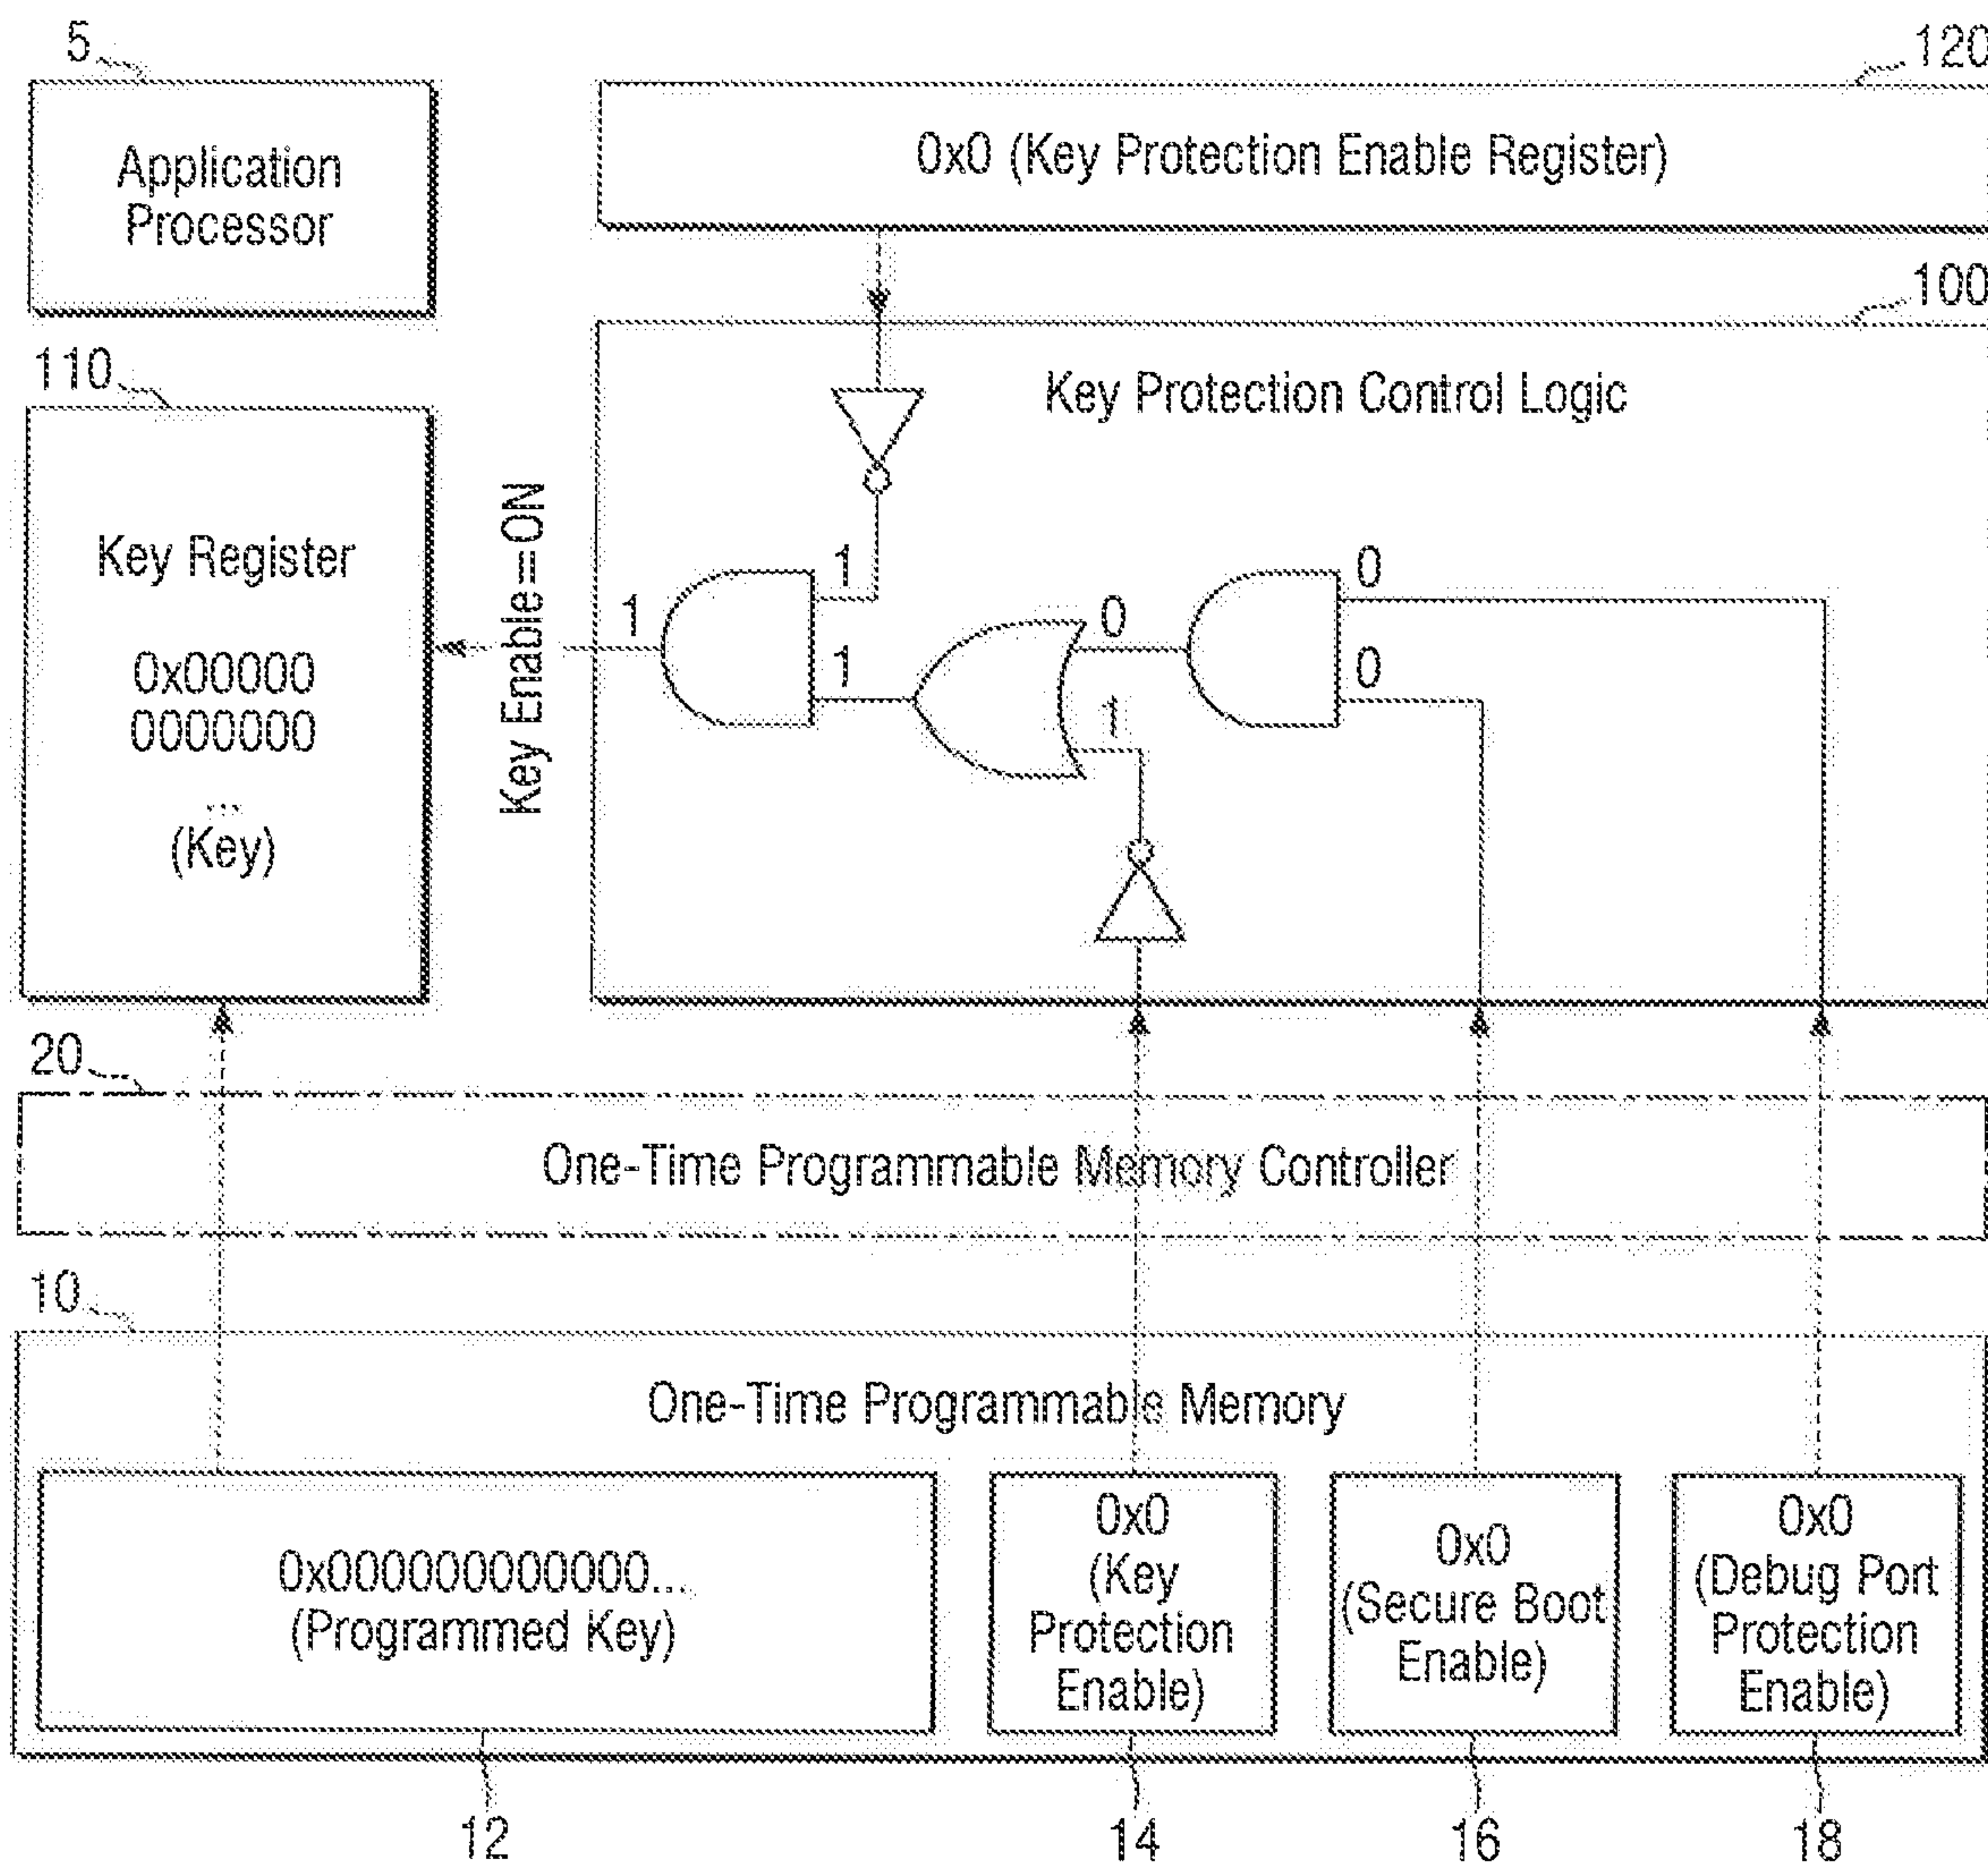 5
120
Application
Processor
0x0 (Key Protection Enable Register)
100
110
Key Protection Control Logic
Key Register
0x00000
0000000
...
(Key)
Key Enable=ON
1
1
1
0
1
0
0
20
One-Time Programmable Memory Controller
10
One-Time Programmable Memory
0x000000000000...
(Programmed Key)
0x0
(Key
Protection
Enable)
0x0
(Secure Boot
Enable)
0x0
(Debug Port
Protection
Enable)
12
14
16
18